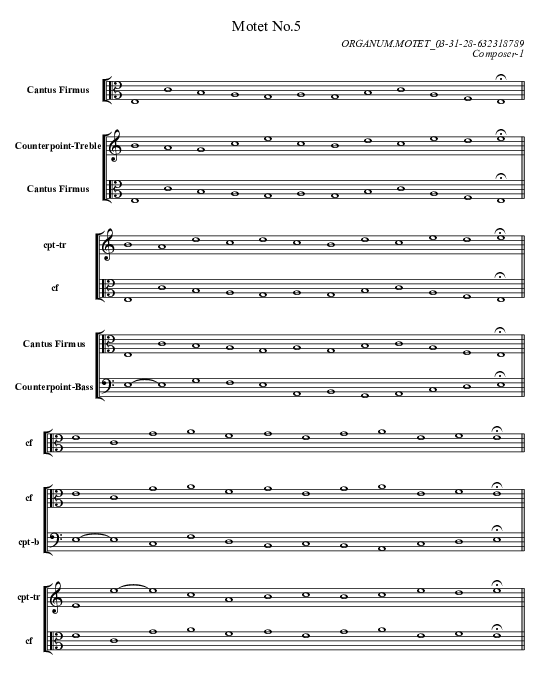 Motet No.5
ORGANUM.MOTET_03-31-28-632318789
Composer-1
Cantus Firmus
Counterpoint-Treble
Cantus Firmus
cpt-tr
cf
Cantus Firmus
Counterpoint-Bass
cf
cf
cpt-b
cpt-tr
cf